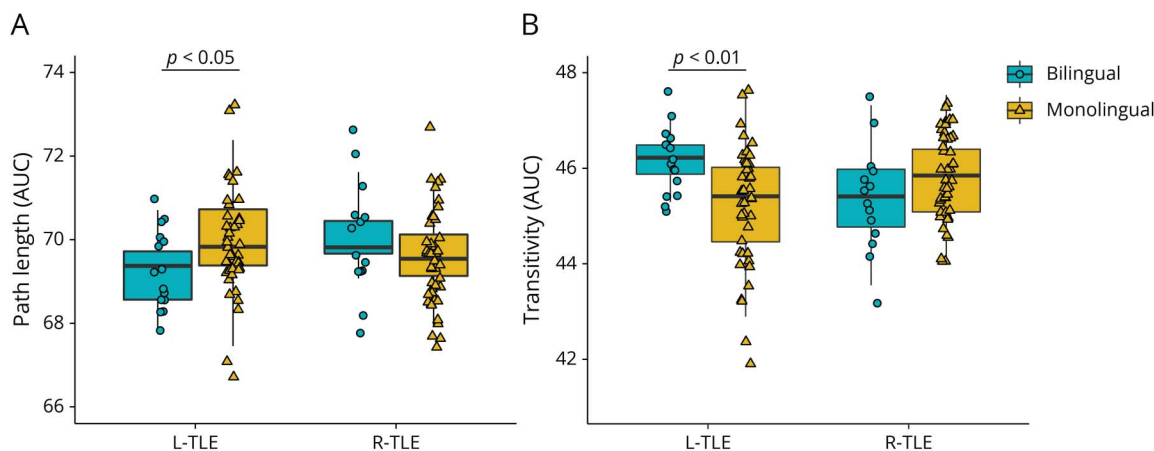 A
Path length (AUC)
74
72
70
68
66
p < 0.05
L-TLE
R-TLE
B
Transitivity (AUC)
48
46
44
42
p < 0.01
L-TLE
R-TLE
Bilingual
Monolingual